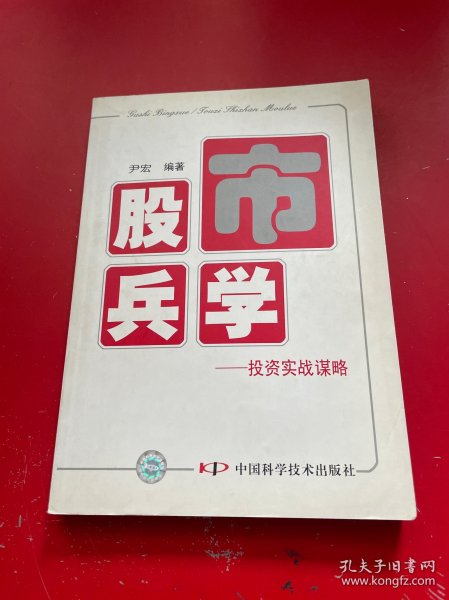 Gushi Bingxue / Touzi Shizhan Moulue
尹宏 编著
股市
兵学
——投资实战谋略
中国科学技术出版社
孔夫子旧书网
www.kongfz.com